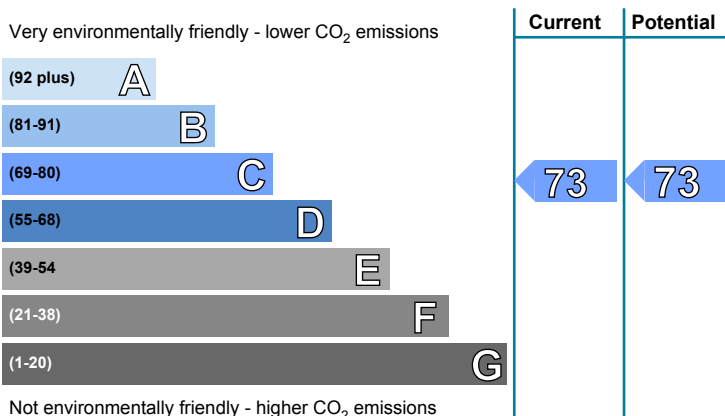 Very environmentally friendly - lower CO2 emissions
Current
Potential
(92 plus) A
(81-91) B
(69-80) C
73
73
(55-68) D
(39-54 E
(21-38) F
(1-20) G
Not environmentally friendly - higher CO2 emissions